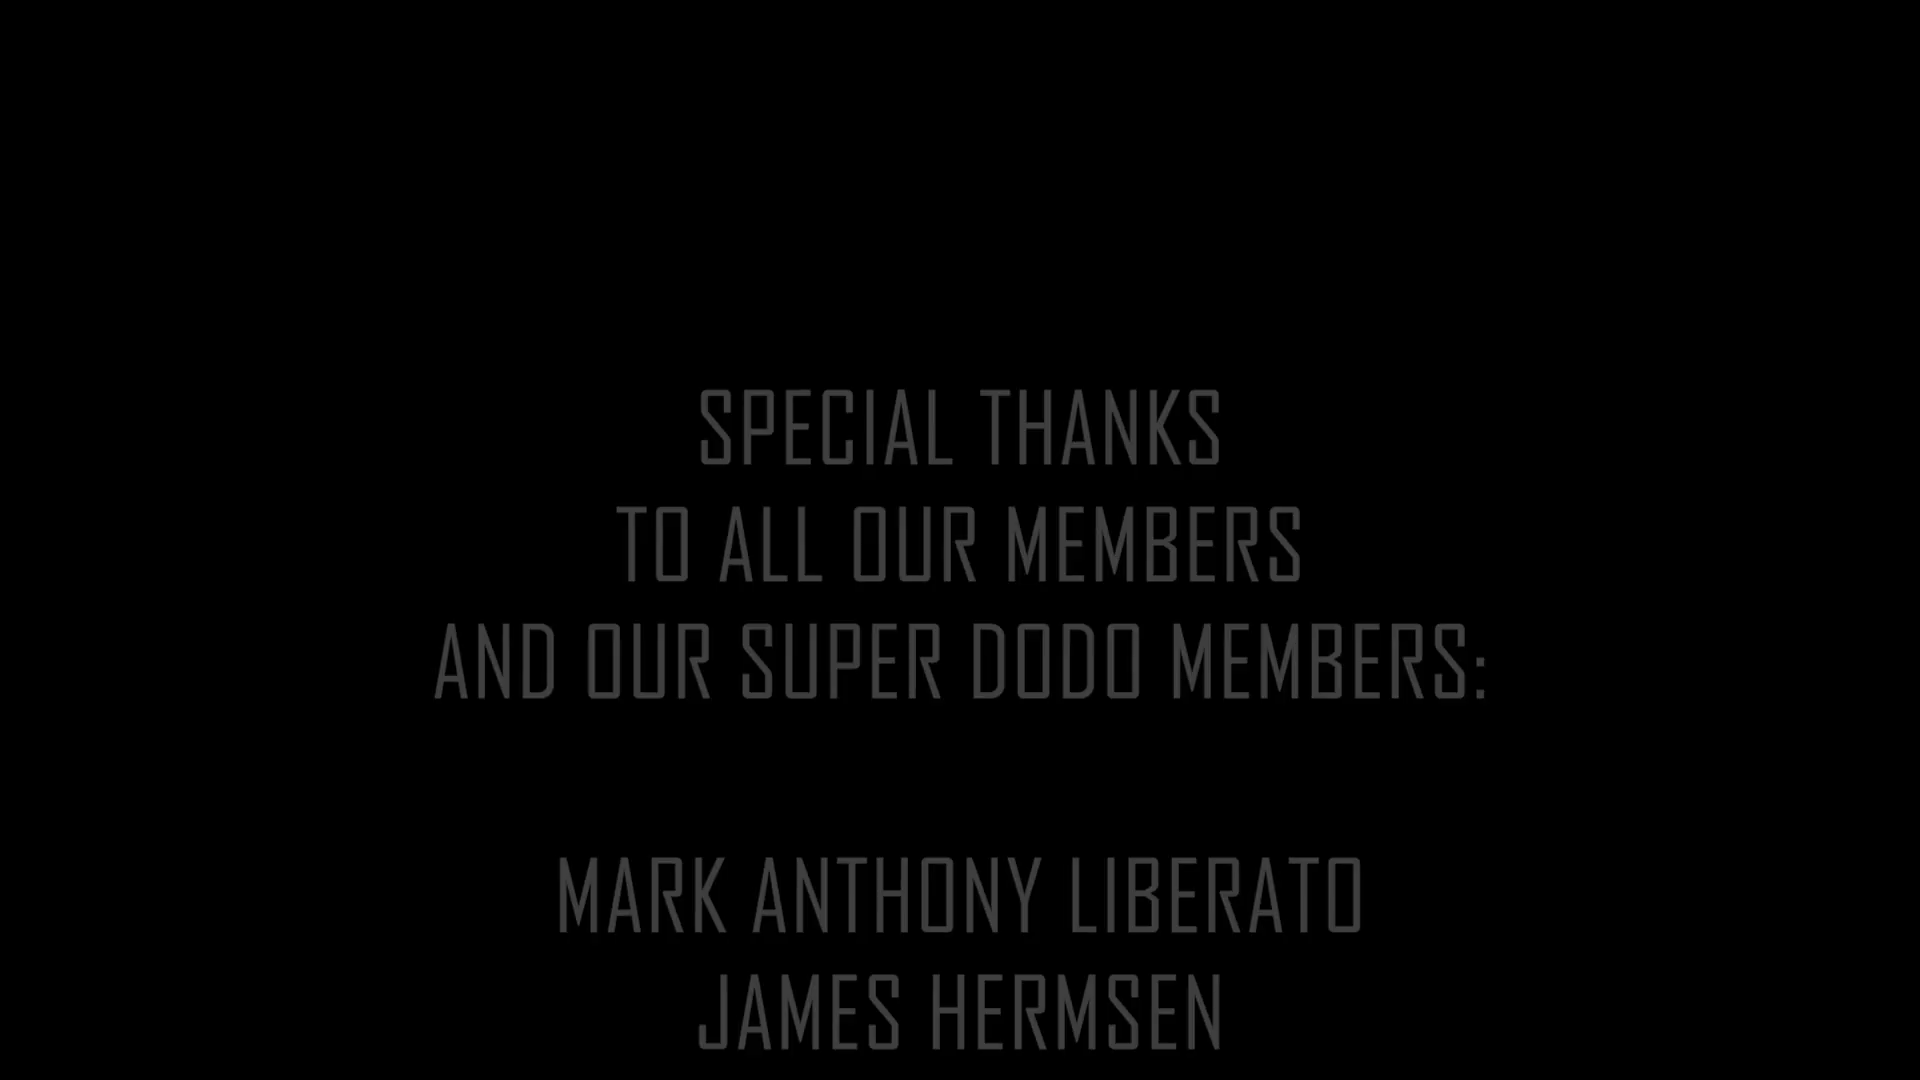 SPECIAL THANKS
TO ALL OUR MEMBERS
AND OUR SUPER DODO MEMBERS:
MARK ANTHONY LIBERATO
JAMES HERMSEN